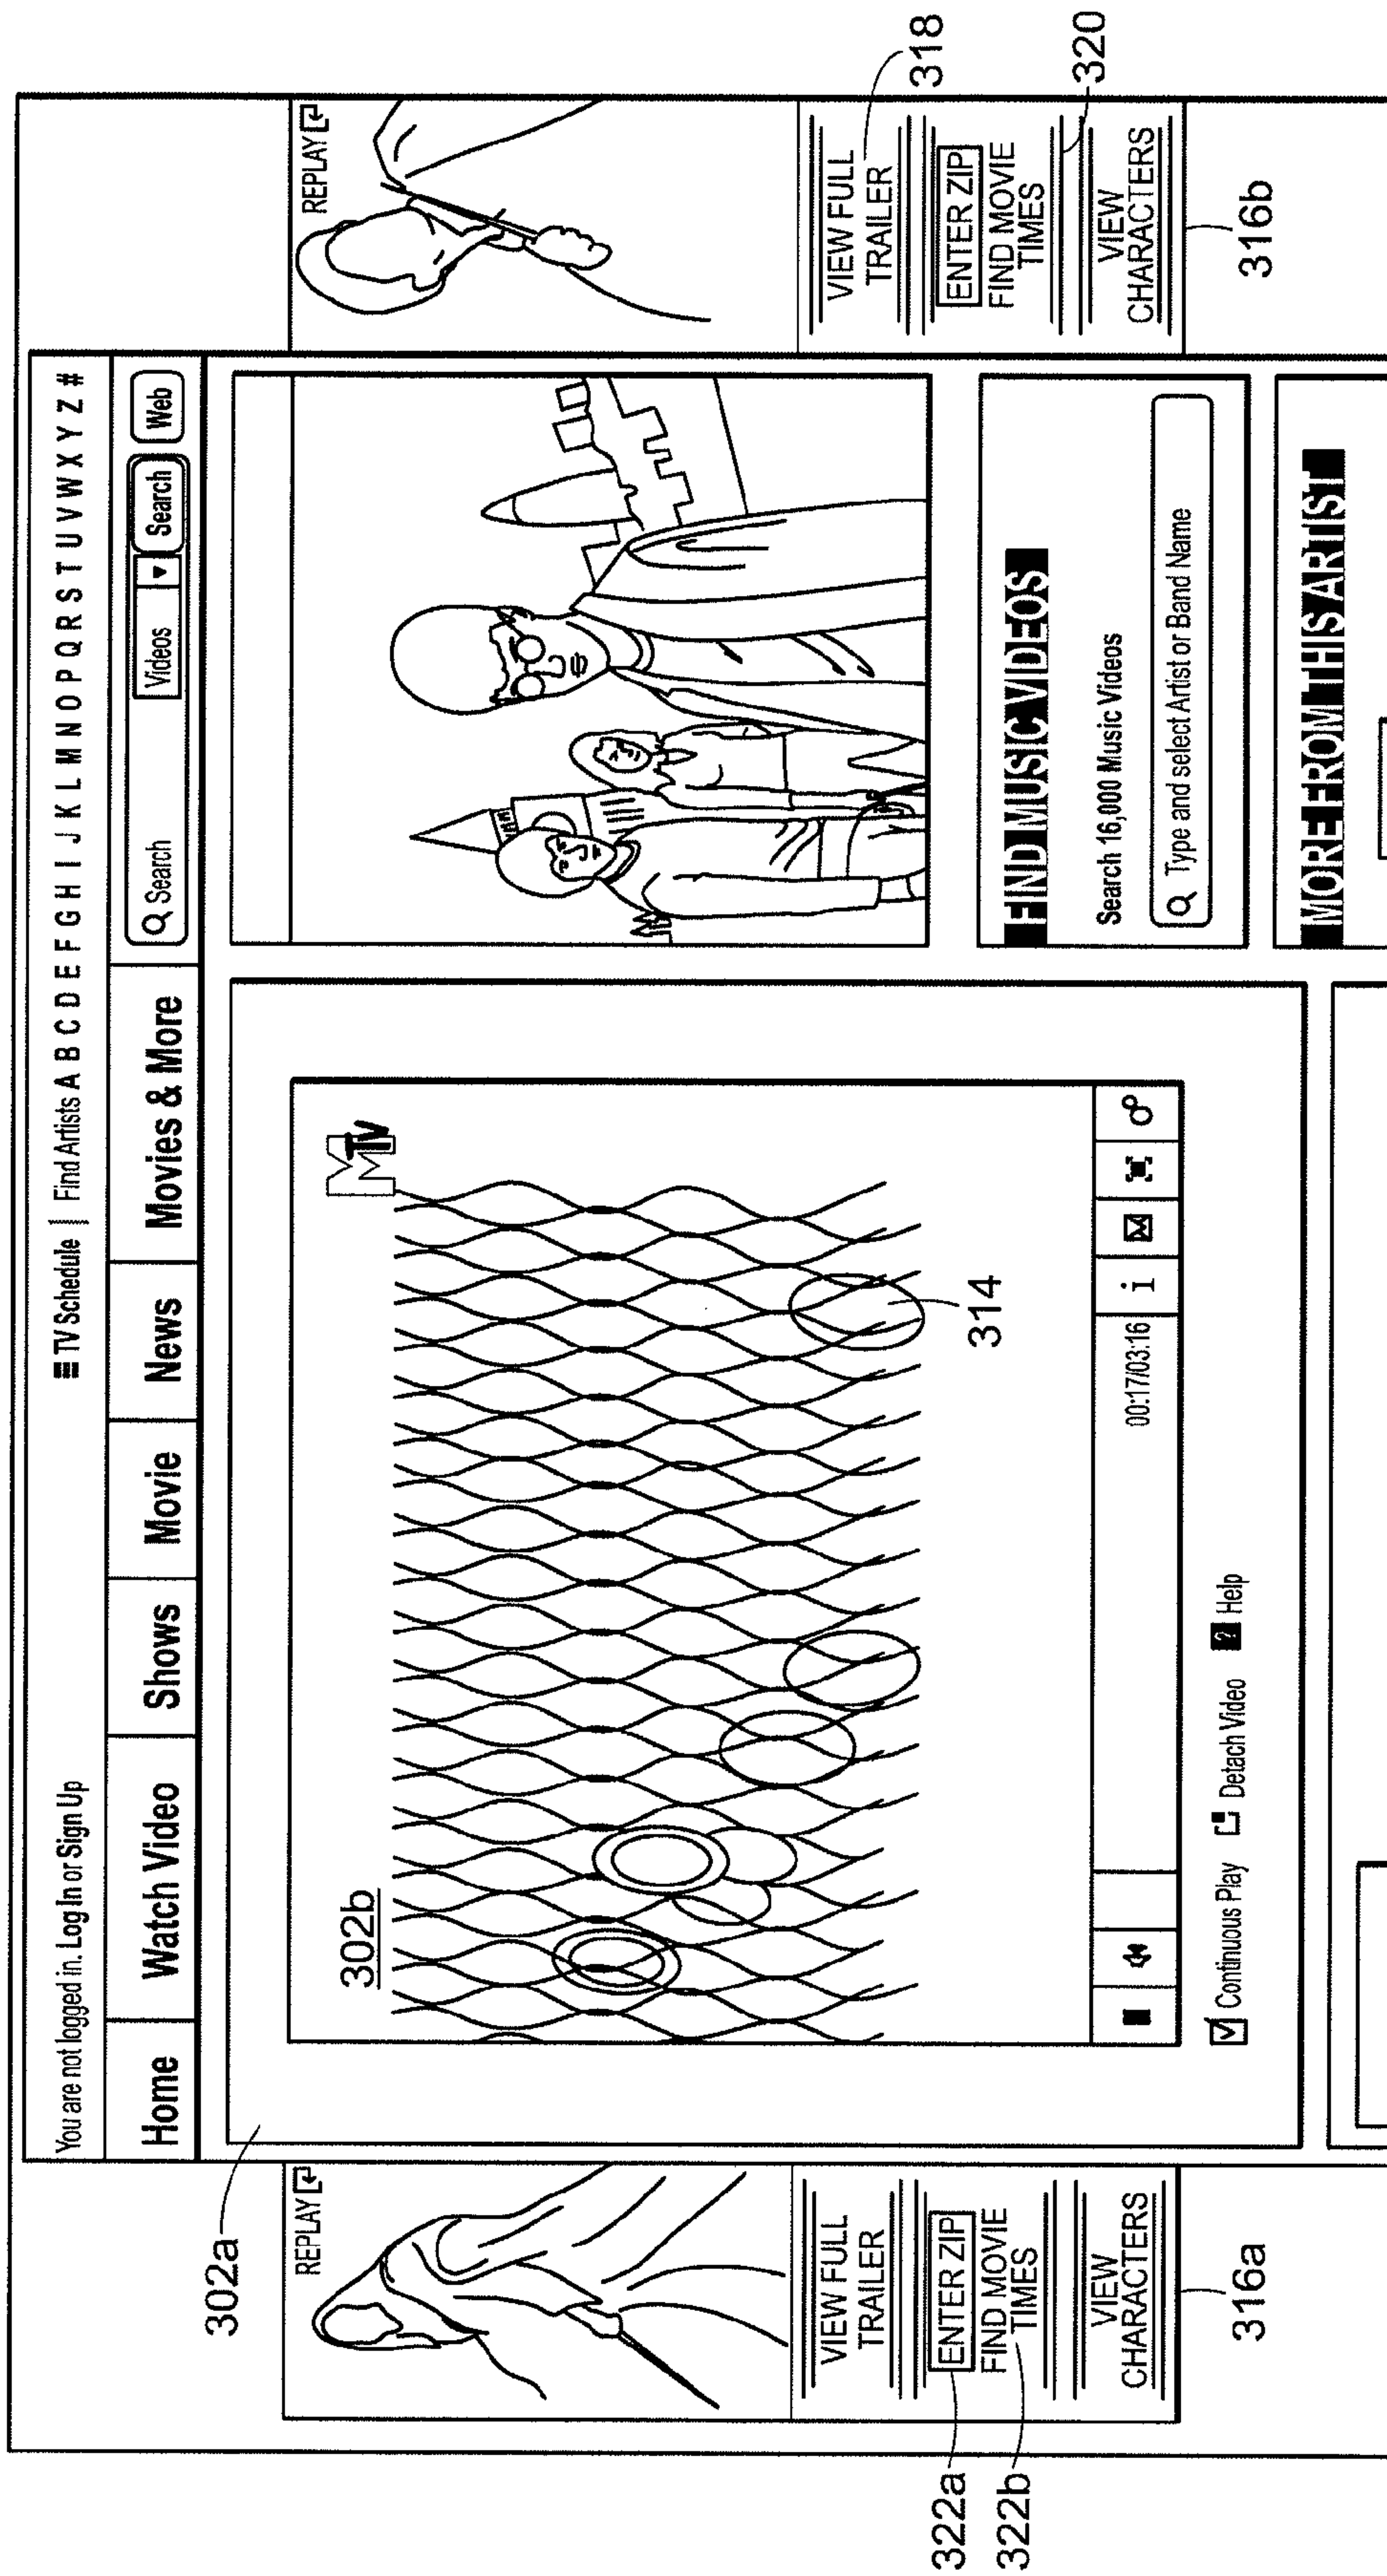 You are not logged in. Log In or Sign Up
TV Schedule | Find Artists A B C D E F G H I J K L M N O P Q R S T U V W X Y Z #
Home Watch Video Shows Movie News Movies & More Search Videos Search Web
302a
REPLAY
VIEW FULL
TRAILER
ENTER ZIP
FIND MOVIE
TIMES
VIEW
CHARACTERS
316a
322a
322b
302b
MTV
314
00:17/03:16 i
Continuous Play Detach Video ? Help
FIND MUSIC VIDEOS
Search 16,000 Music Videos
Type and select Artist or Band Name
MORE FROM THIS ARTIST
REPLAY
VIEW FULL
TRAILER
318
ENTER ZIP
FIND MOVIE
TIMES
320
VIEW
CHARACTERS
316b